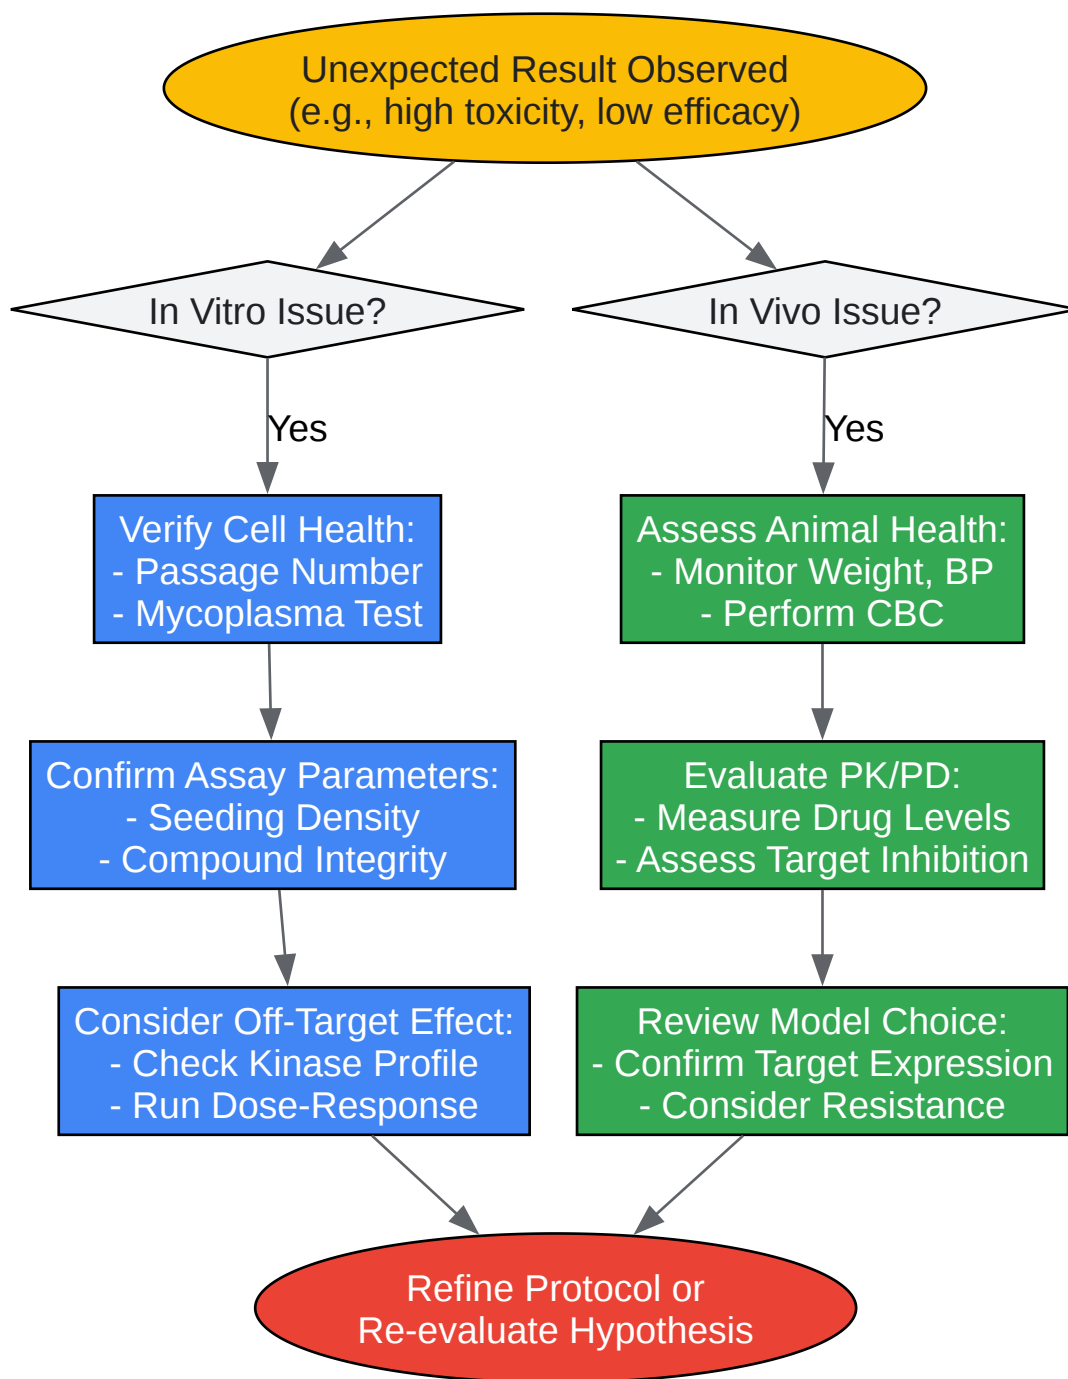 Unexpected Result Observed
(e.g., high toxicity, low efficacy)
In Vitro Issue?
In Vivo Issue?
Yes
Yes
Verify Cell Health:
- Passage Number
- Mycoplasma Test
Assess Animal Health:
- Monitor Weight, BP
- Perform CBC
Confirm Assay Parameters:
- Seeding Density
- Compound Integrity
Evaluate PK/PD:
- Measure Drug Levels
- Assess Target Inhibition
Consider Off-Target Effect:
- Check Kinase Profile
- Run Dose-Response
Review Model Choice:
- Confirm Target Expression
- Consider Resistance
Refine Protocol or
Re-evaluate Hypothesis